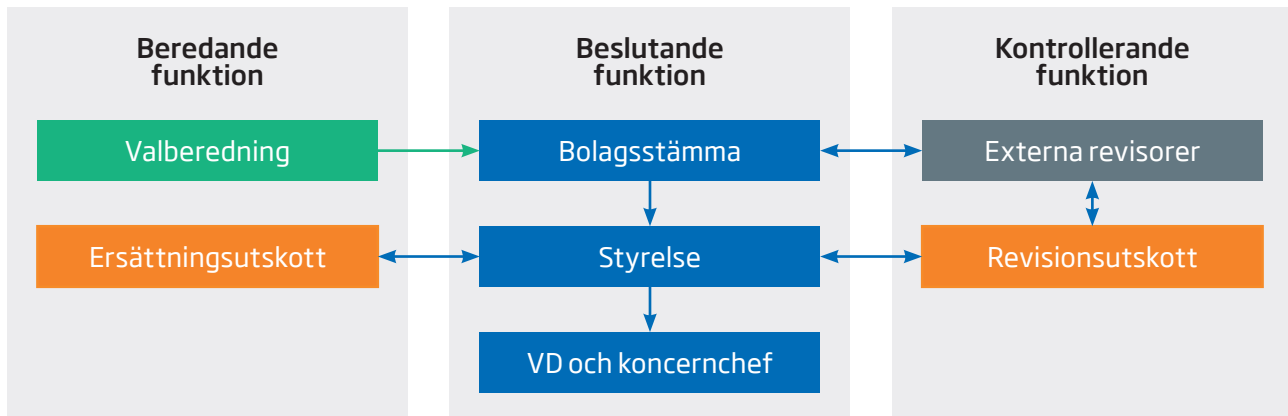 Beredande
funktion
Valberedning
Ersättningsutskott
Beslutande
funktion
Bolagsstämma
Styrelse
VD och koncernchef
Kontrollerande
funktion
Externa revisorer
Revisionsutskott